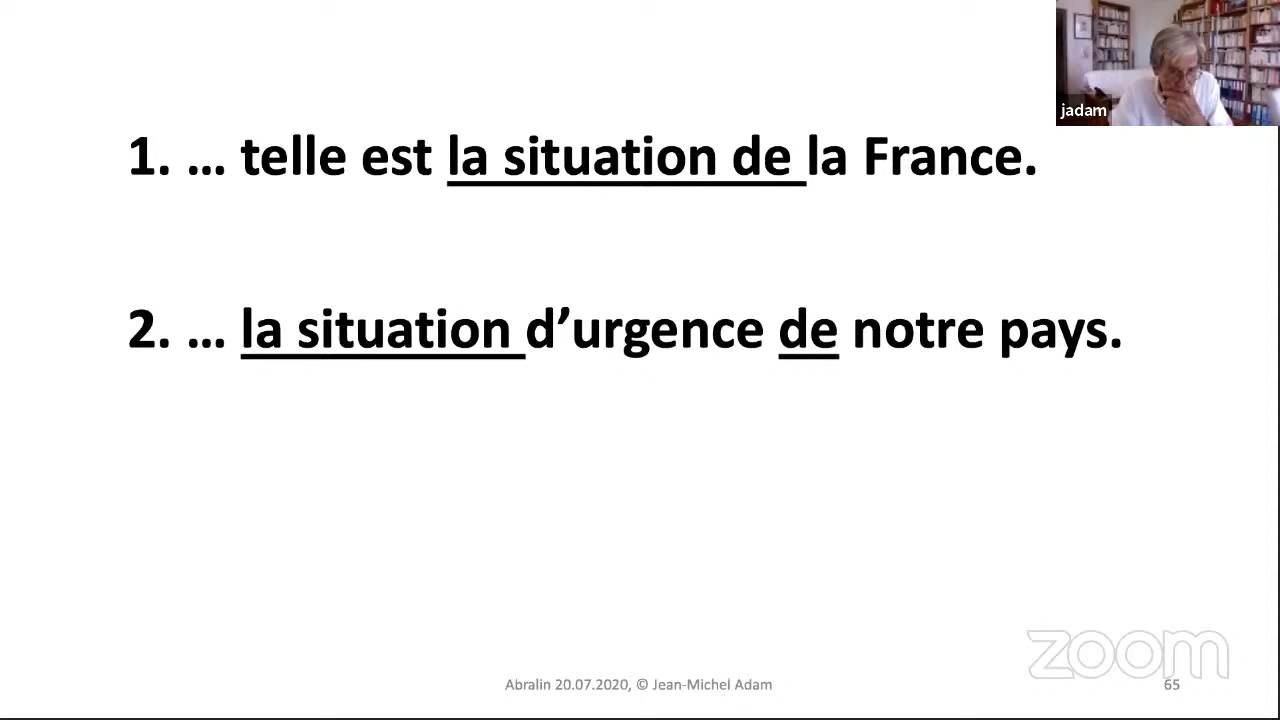 jadam
1. … telle est la situation de la France.
2. … la situation d’urgence de notre pays.
zoom
Abralin 20.07.2020, © Jean-Michel Adam
65